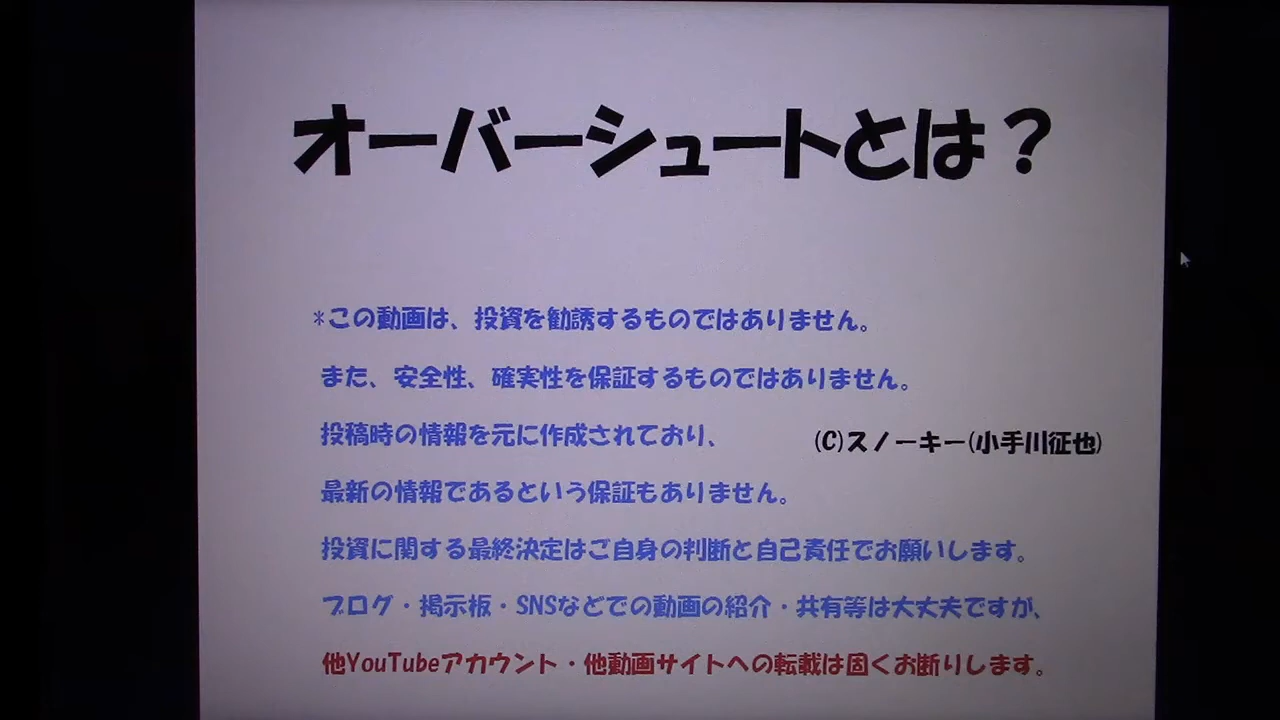 オーバーシュートとは？
*この動画は、投資を勧誘するものではありません。
また、安全性、確実性を保証するものではありません。
投稿時の情報を元に作成されており、
(C)スノーキー(小手川征也)
最新の情報であるという保証もありません。
投資に関する最終決定はご自身の判断と自己責任でお願いします。
ブログ・掲示板・SNSなどでの動画の紹介・共有等は大丈夫ですが、
他YouTubeアカウント・他動画サイトへの転載は固くお断りします。